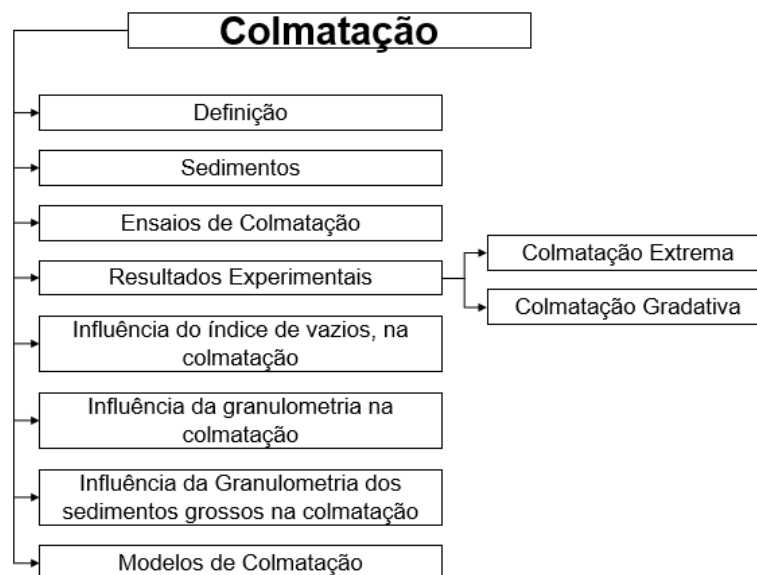 Colmatação
Definição
Sedimentos
Ensaios de Colmatação
Resultados Experimentais
Colmatação Extrema
Colmatação Gradativa
Influência do índice de vazios, na
colmatação
Influência da granulometria na
colmatação
Influência da Granulometria dos
sedimentos grossos na colmatação
Modelos de Colmatação